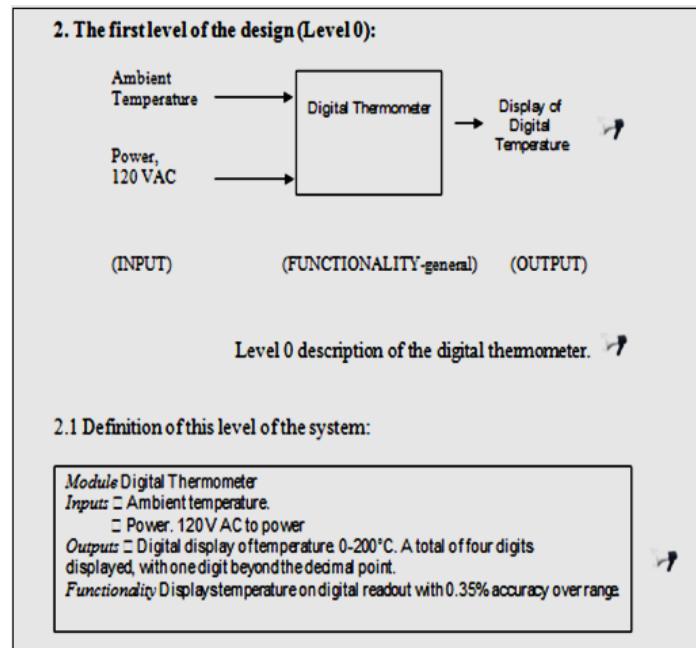 2. The first level of the design (Level 0):
Ambient
Temperature
Power,
120 VAC
Digital Thermometer
Display of
Digital
Temperature
(INPUT) (FUNCTIONALITY-general) (OUTPUT)
Level 0 description of the digital thermometer.
2.1 Definition of this level of the system:
Module Digital Thermometer
Inputs □ Ambient temperature.
□ Power. 120V AC to power
Outputs □ Digital display of temperature 0-200°C. A total of four digits
displayed, with one digit beyond the decimal point.
Functionality Displays temperature on digital readout with 0.35% accuracy over range